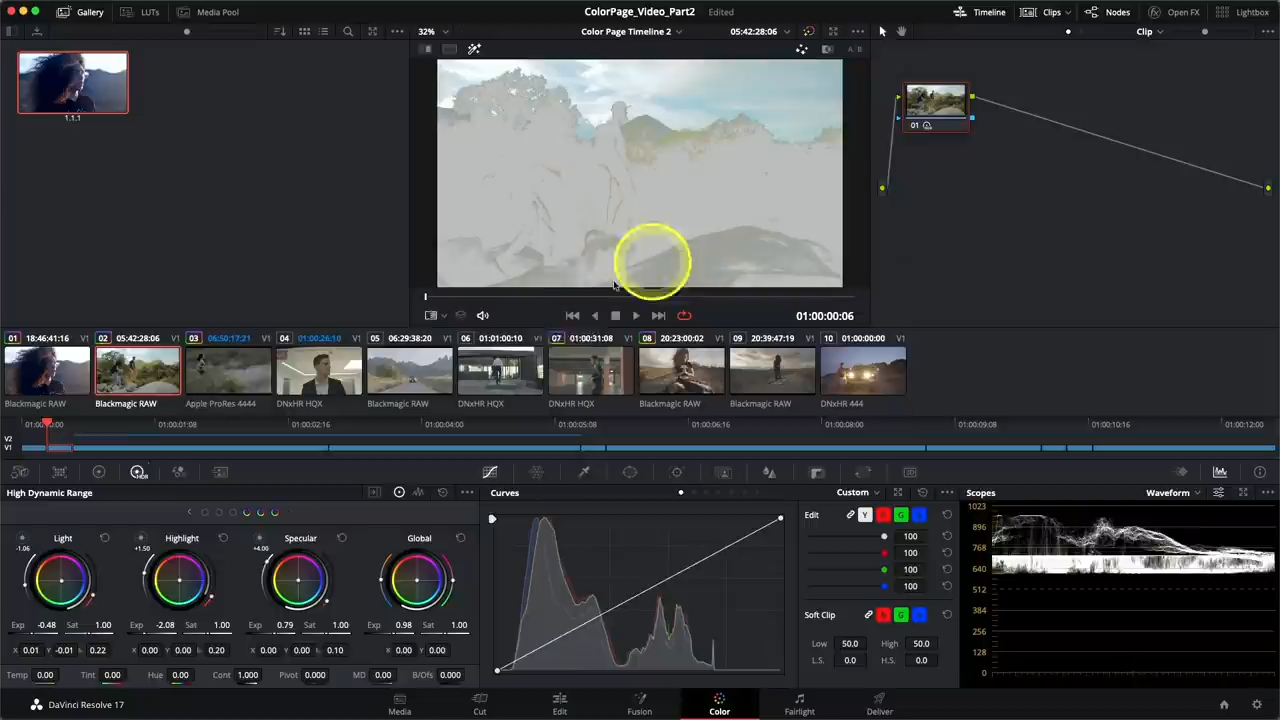 Gallery LUTs Media Pool ColorPage_Video_Part2 Edited Timeline Clips Nodes Open FX Lightbox
32% Color Page Timeline 2 05:42:28:06 Clip
A B
1.1.1
01
01:00:00:06
01 18:46:41:16 V1 02 05:42:28:06 V1 03 06:50:17:21 V1 04 01:00:26:10 V1 05 06:29:38:20 V1 06 01:01:00:10 V1 07 01:00:31:08 V1 08 20:23:00:02 V1 09 20:39:47:19 V1 10 01:00:00:00 V1
Blackmagic RAW Blackmagic RAW Apple ProRes 4444 DNxHR HQX Blackmagic RAW DNxHR HQX DNxHR HQX Blackmagic RAW Blackmagic RAW DNxHR 444
01:00:01:08 01:00:02:16 01:00:04:00 01:00:05:08 01:00:06:16 01:00:08:00 01:00:09:08 01:00:10:16 01:00:12:00
V2
V1
HDR
High Dynamic Range Curves Custom Scopes Waveform
Light Highlight Specular Global
-1.06 +1.50 +4.00
Exp -0.48 Sat 1.00 Exp -2.08 Sat 1.00 Exp 0.79 Sat 1.00 Exp 0.98 Sat 1.00
X 0.01 Y -0.01 0.22 X 0.00 Y 0.00 0.20 X 0.00 Y 0.00 0.10 X 0.00 Y 0.00
Temp 0.00 Tint 0.00 Hue 0.00 Cont 1.000 Pivot 0.000 MD 0.00 B/Ofs 0.000
Edit Y R G B
100
100
100
100
Soft Clip R G B
Low 50.0 High 50.0
L.S. 0.0 H.S. 0.0
1023
896
768
640
512
384
256
128
0
DaVinci Resolve 17 Media Cut Edit Fusion Color Fairlight Deliver